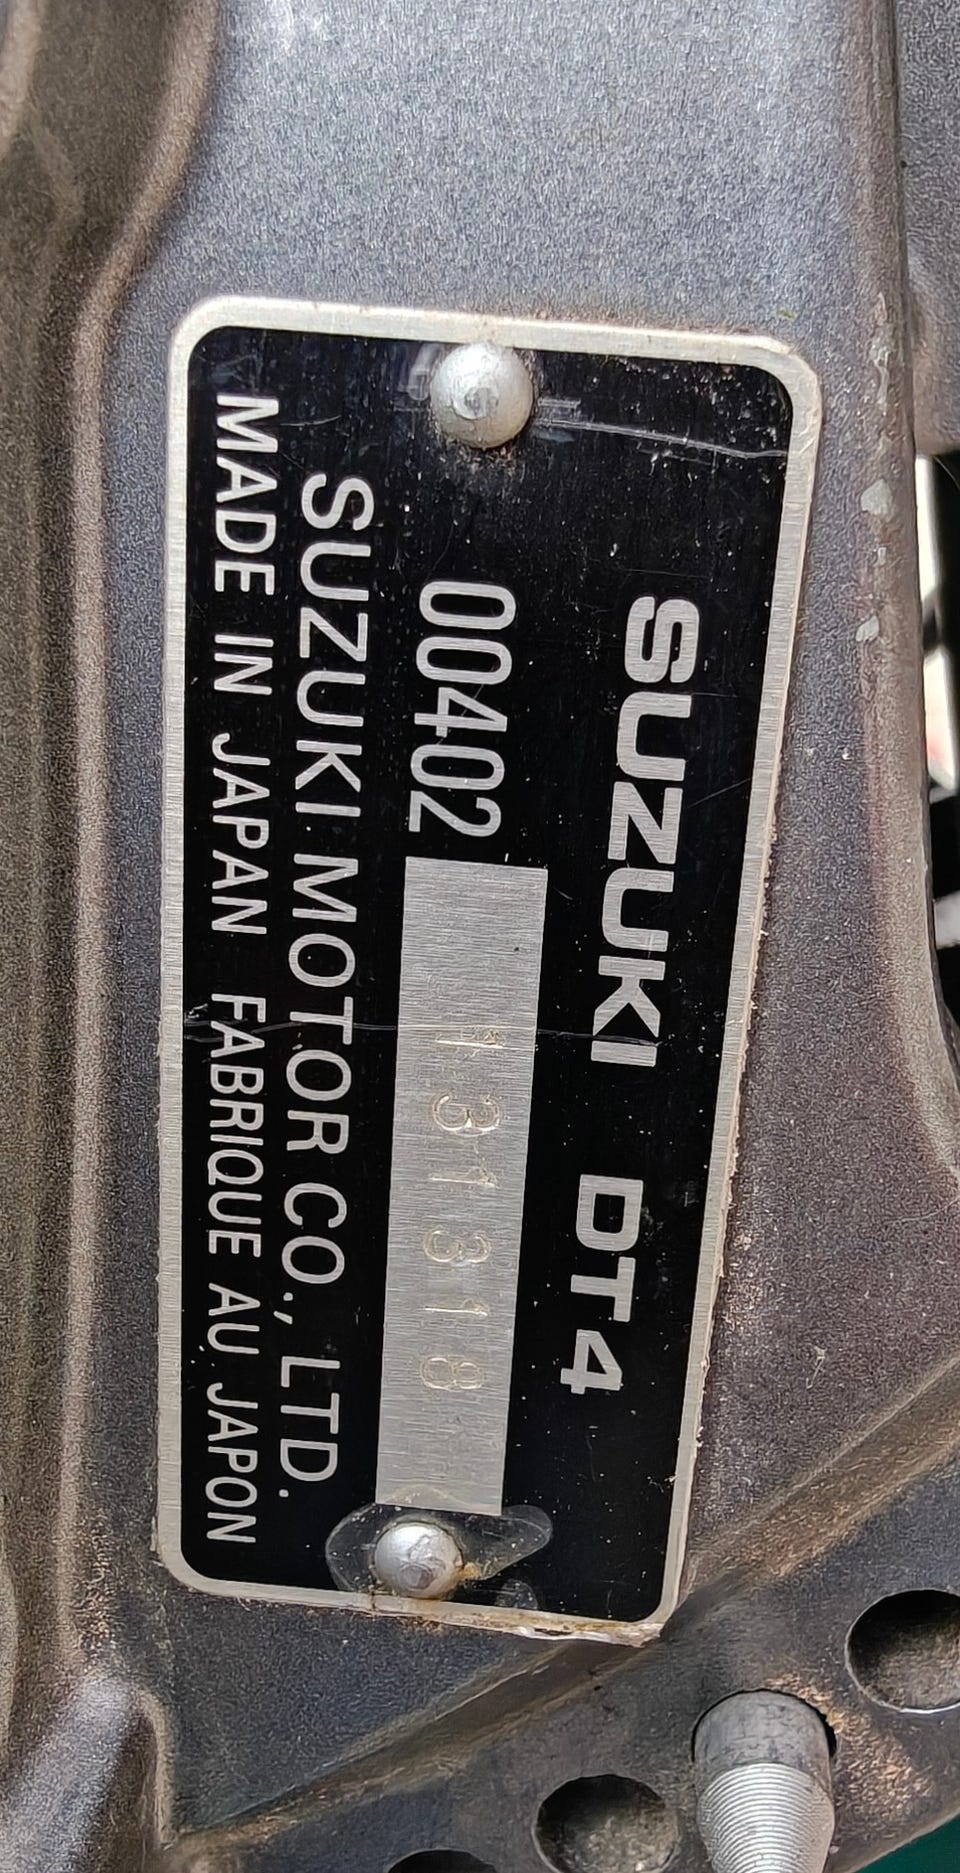 SUZUKI DT4
00402 131318
SUZUKI MOTOR CO., LTD.
MADE IN JAPAN FABRIQUE AU JAPON